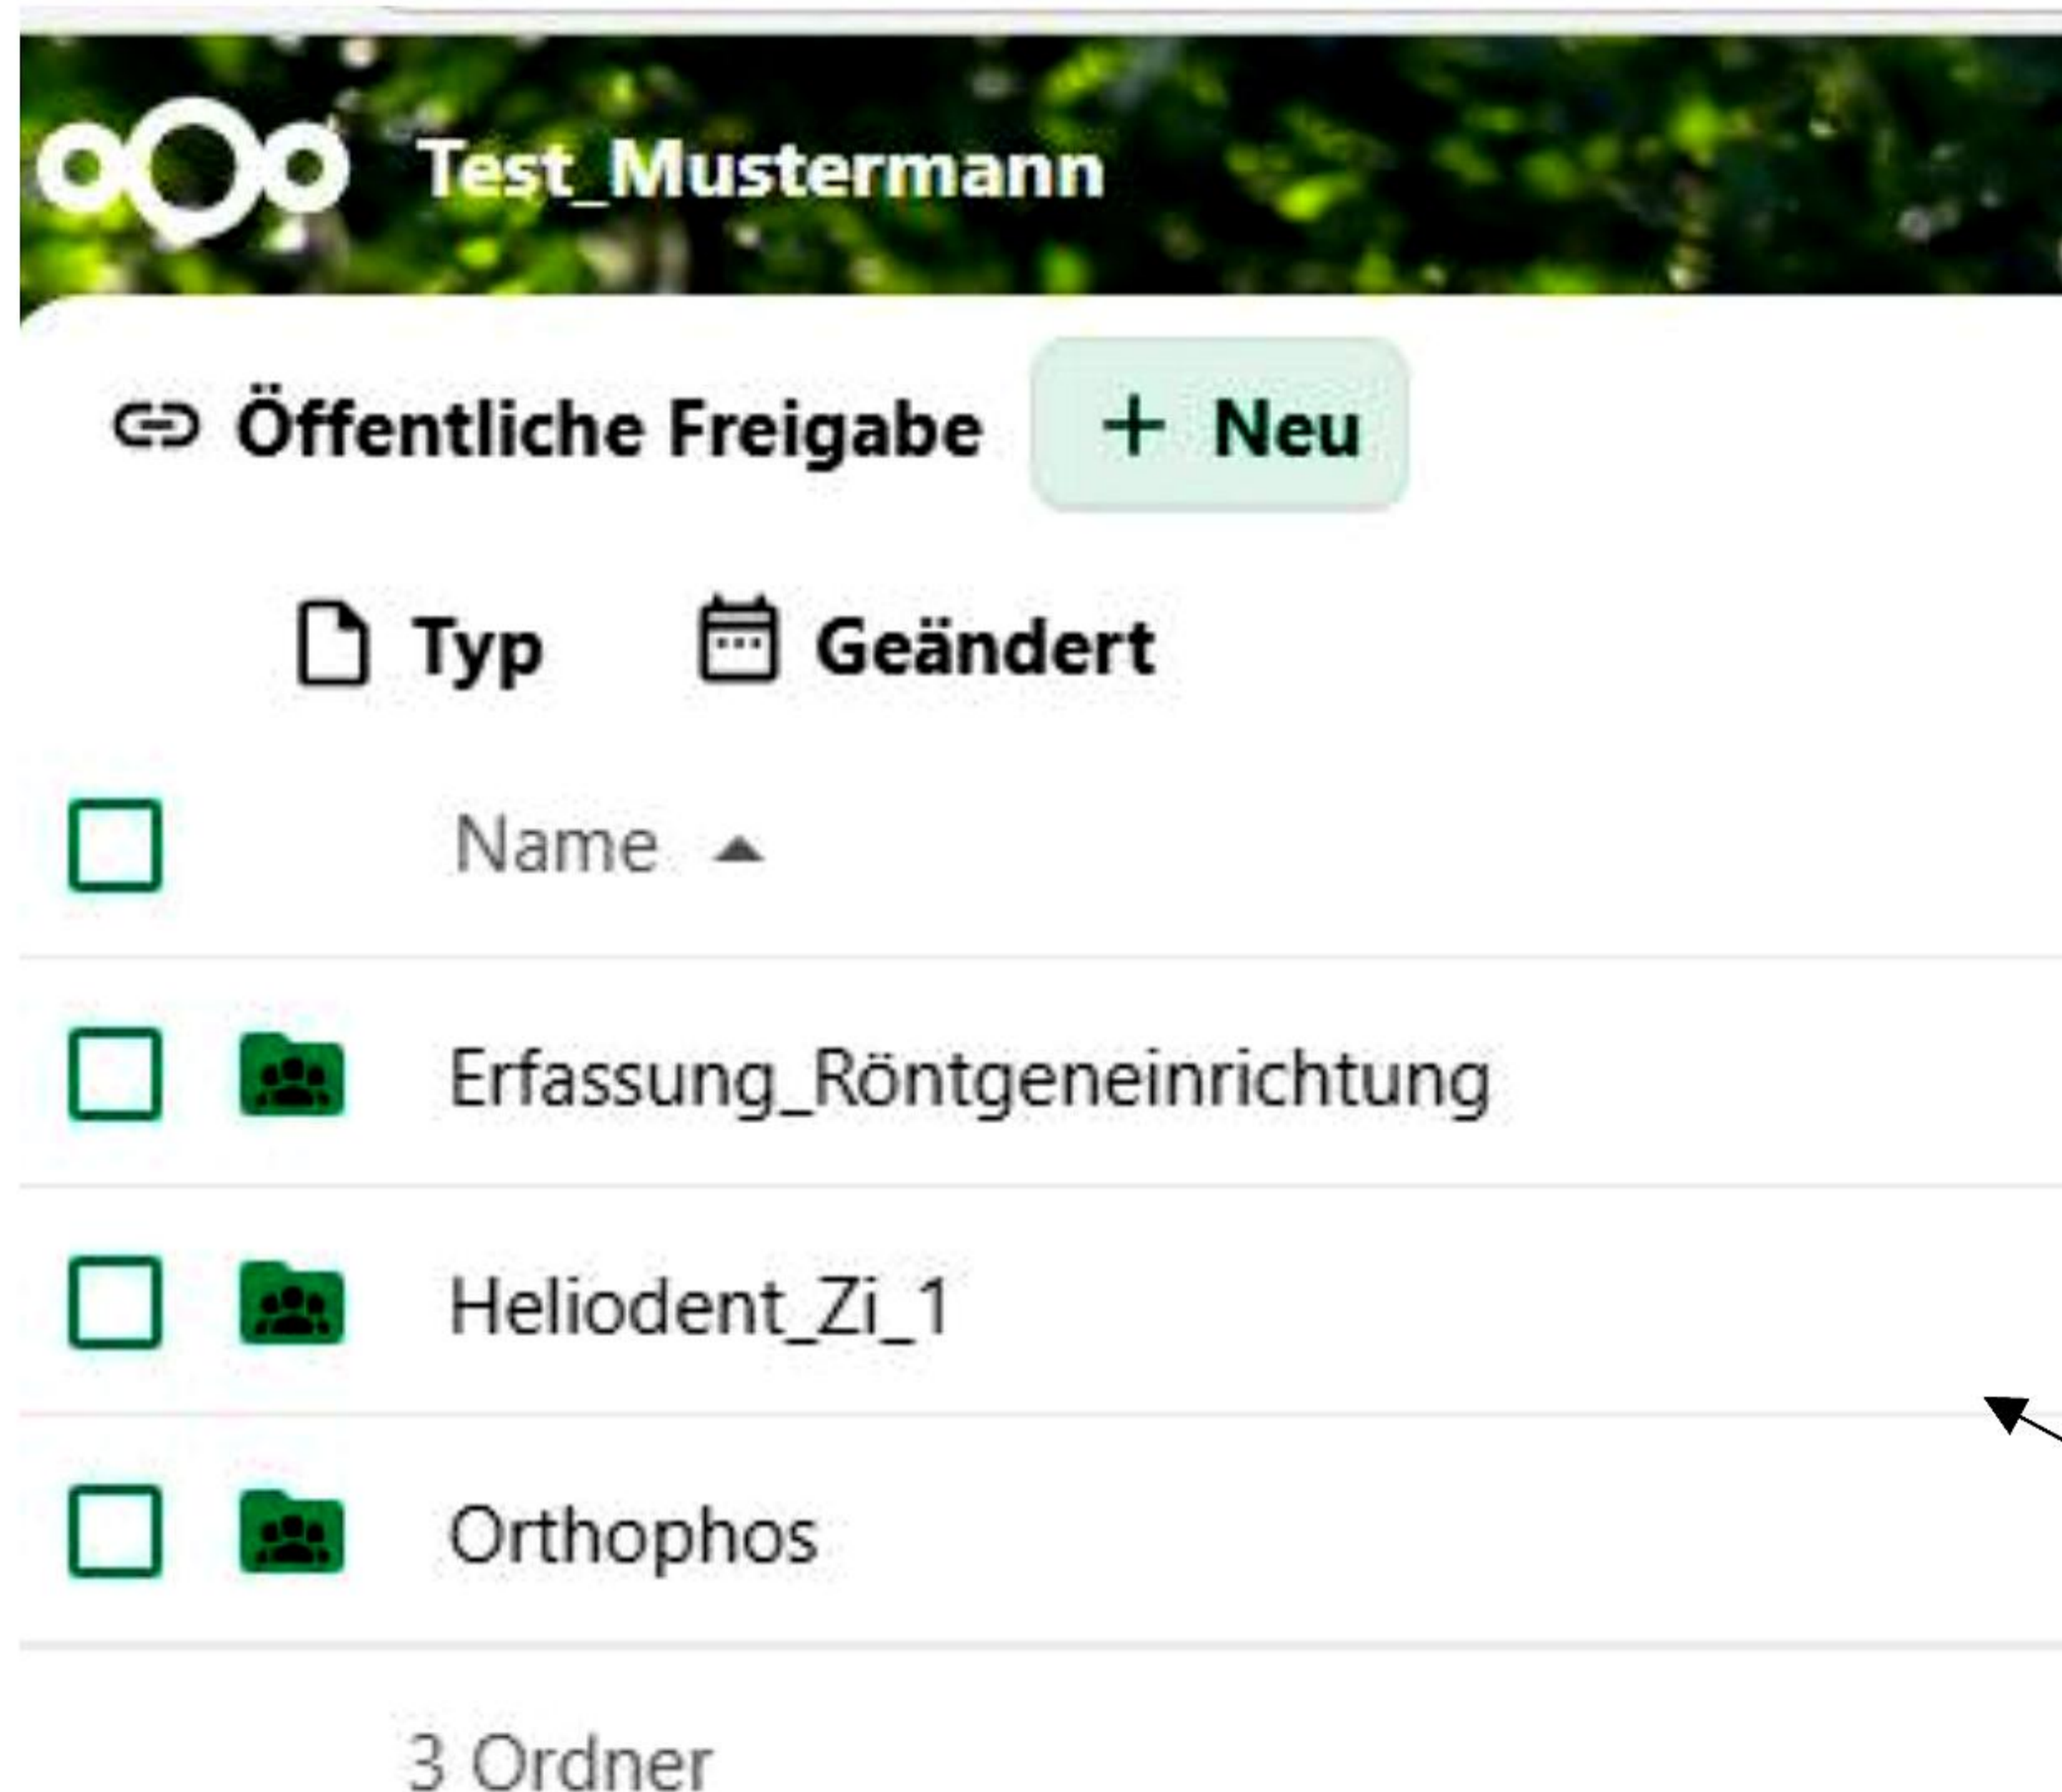 Test_Mustermann
Öffentliche Freigabe + Neu
Typ Geändert
Name
Erfassung_Röntgeneinrichtung
Heliodent_Zi_1
Orthophos
3 Ordner